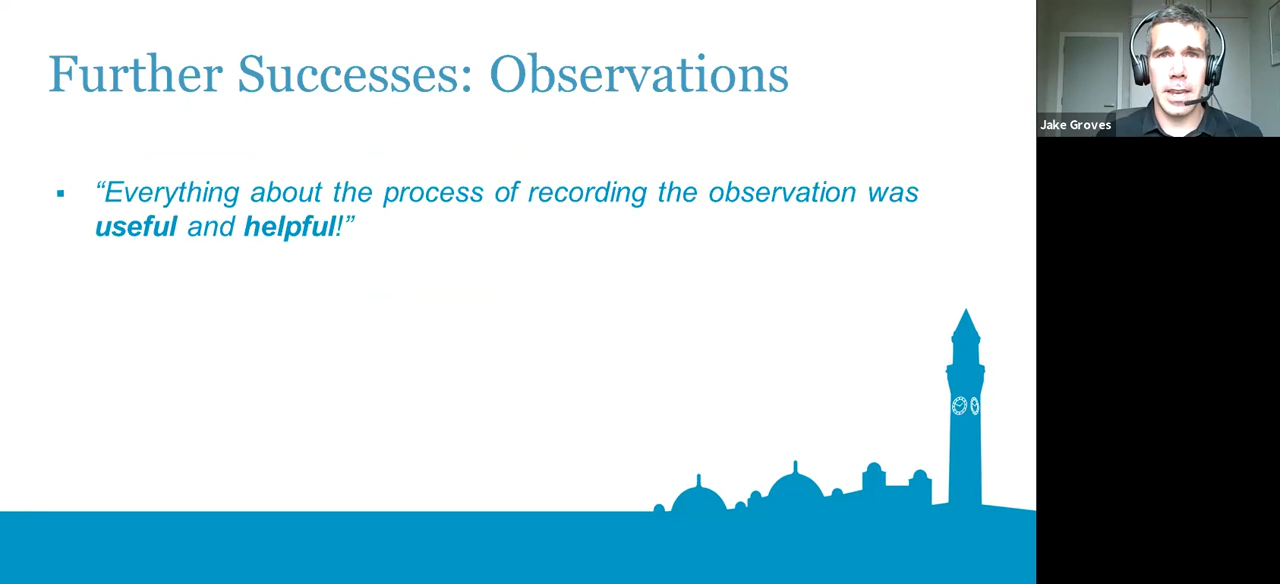 Further Successes: Observations
Jake Groves
▪ “Everything about the process of recording the observation was
useful and helpful!”